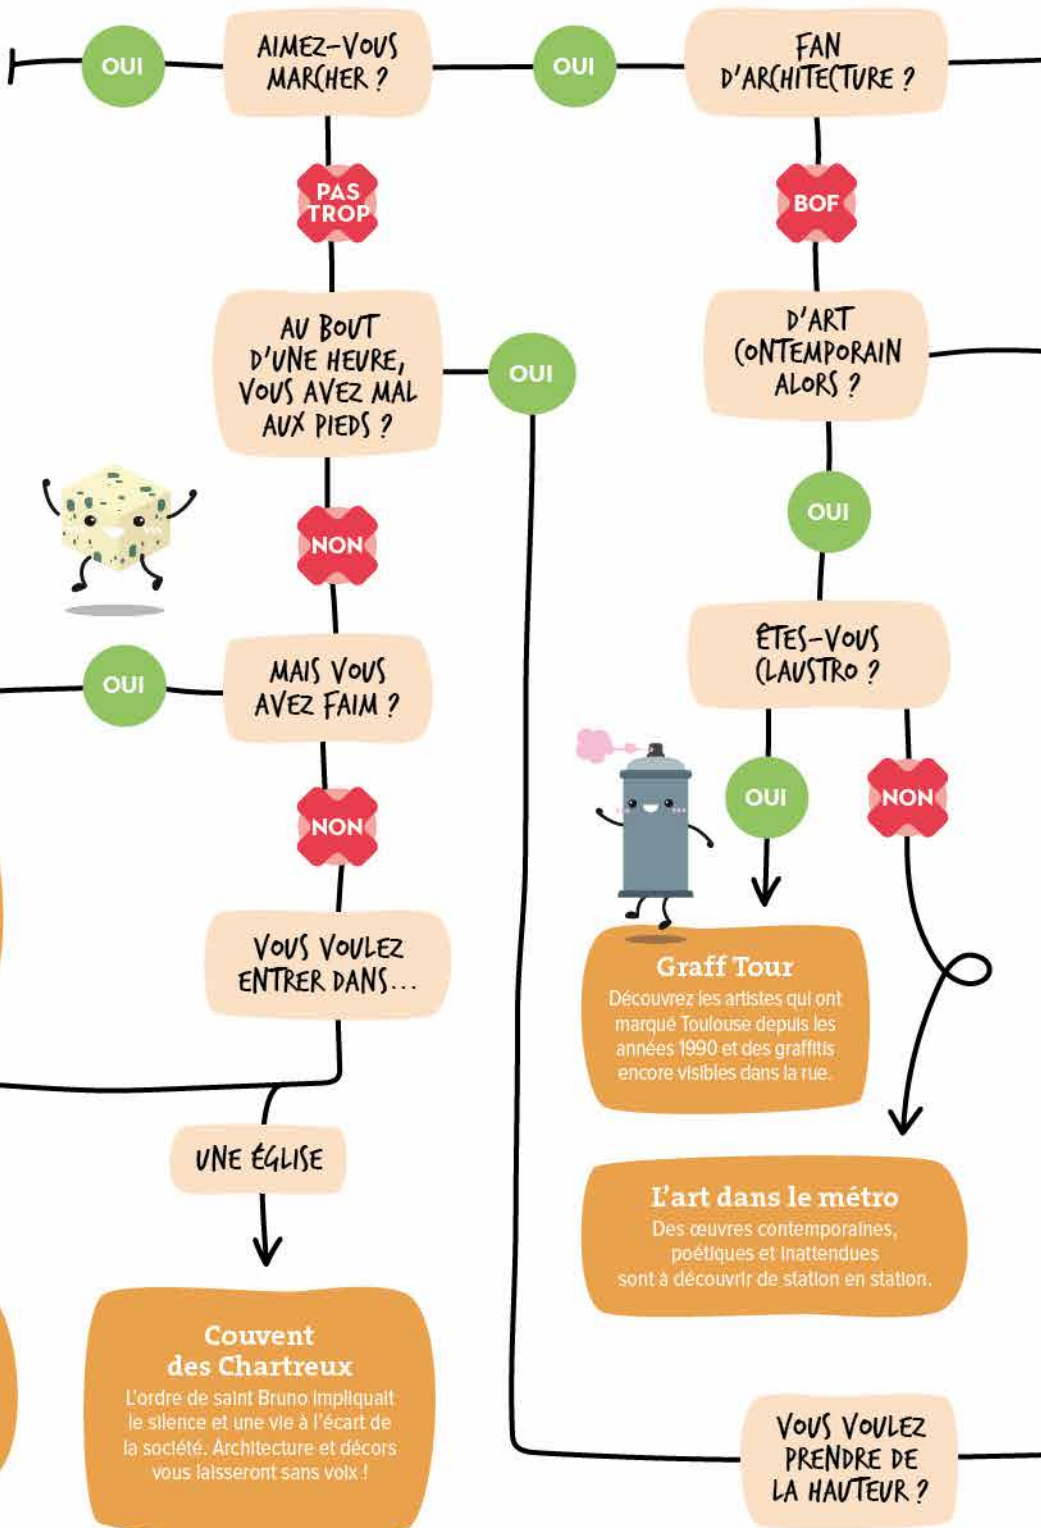 OUI
AIMEZ-VOUS
MARCHER ?
OUI
FAN
D'ARCHITECTURE ?
PAS
TROP
BOF
AU BOUT
D'UNE HEURE,
VOUS AVEZ MAL
AUX PIEDS ?
OUI
D'ART
CONTEMPORAIN
ALORS ?
NON
OUI
OUI
MAIS VOUS
AVEZ FAIM ?
ÊTES-VOUS
CLAUSTRO ?
NON
OUI
NON
VOUS VOULEZ
ENTRER DANS...
Graff Tour
Découvrez les artistes qui ont
marqué Toulouse depuis les
années 1990 et des graffitis
encore visibles dans la rue.
UNE ÉGLISE
L'art dans le métro
Des œuvres contemporaines,
poétiques et inattendues
sont à découvrir de station en station.
Couvent
des Chartreux
L'ordre de saint Bruno impliquait
le silence et une vie à l'écart de
la société. Architecture et décors
vous laisseront sans voix !
VOUS VOULEZ
PRENDRE DE
LA HAUTEUR ?